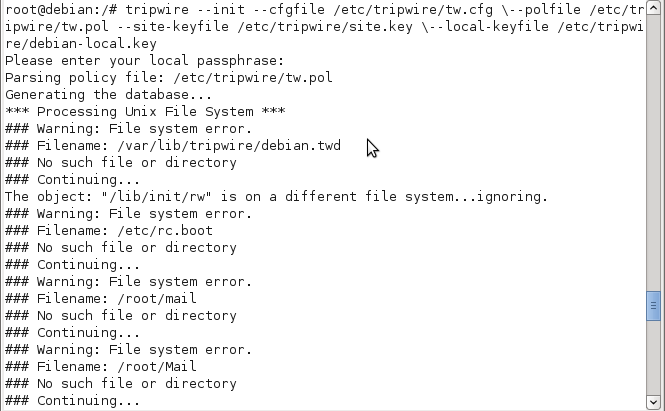 root@debian:/# tripwire --init --cfgfile /etc/tripwire/tw.cfg \--polfile /etc/tr
ipwire/tw.pol --site-keyfile /etc/tripwire/site.key \--local-keyfile /etc/tripwi
re/debian-local.key
Please enter your local passphrase:
Parsing policy file: /etc/tripwire/tw.pol
Generating the database...
*** Processing Unix File System ***
### Warning: File system error.
### Filename: /var/lib/tripwire/debian.twd
### No such file or directory
### Continuing...
The object: "/lib/init/rw" is on a different file system...ignoring.
### Warning: File system error.
### Filename: /etc/rc.boot
### No such file or directory
### Continuing...
### Warning: File system error.
### Filename: /root/mail
### No such file or directory
### Continuing...
### Warning: File system error.
### Filename: /root/Mail
### No such file or directory
### Continuing...